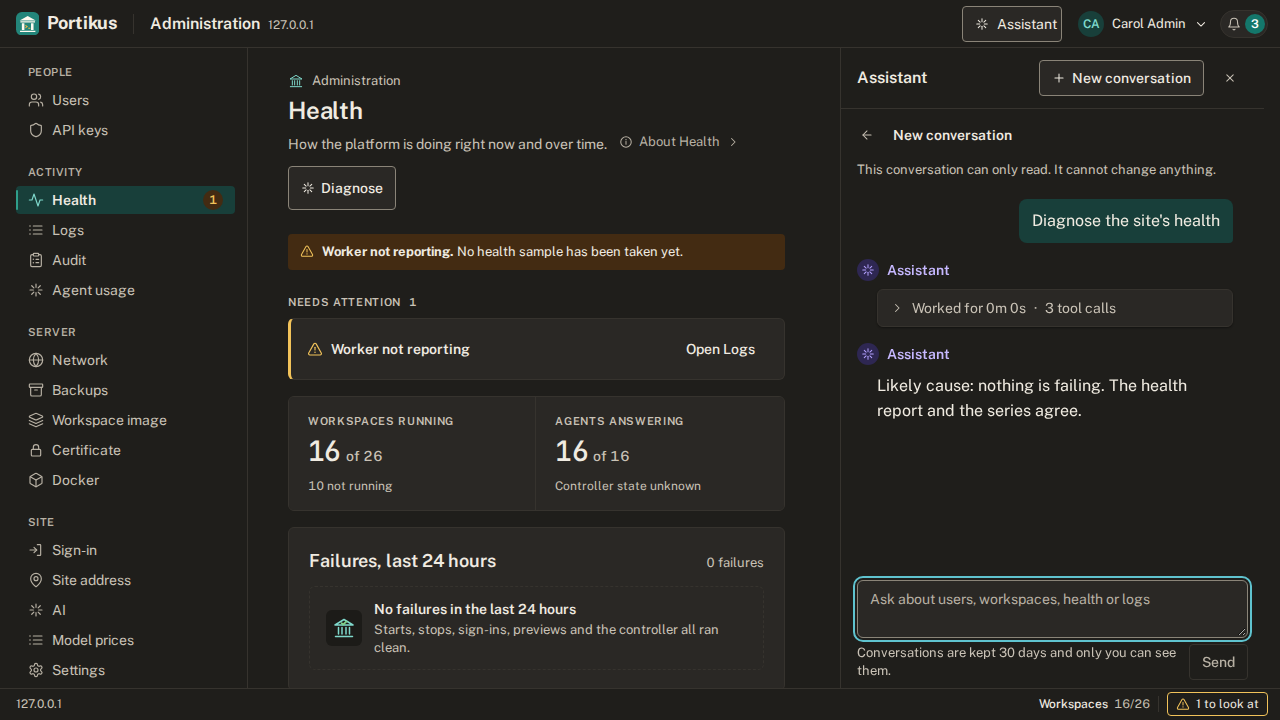 Portikus
Administration 127.0.0.1
Assistant
CA Carol Admin
3
PEOPLE
Users
API keys
ACTIVITY
Health 1
Logs
Audit
Agent usage
SERVER
Network
Backups
Workspace image
Certificate
Docker
SITE
Sign-in
Site address
AI
Model prices
Settings
Administration
Health
How the platform is doing right now and over time. About Health
Diagnose
Worker not reporting. No health sample has been taken yet.
NEEDS ATTENTION 1
Worker not reporting Open Logs
WORKSPACES RUNNING
16 of 26
10 not running
AGENTS ANSWERING
16 of 16
Controller state unknown
Failures, last 24 hours 0 failures
No failures in the last 24 hours
Starts, stops, sign-ins, previews and the controller all ran
clean.
Assistant
+ New conversation
New conversation
This conversation can only read. It cannot change anything.
Diagnose the site's health
Assistant
Worked for 0m 0s · 3 tool calls
Assistant
Likely cause: nothing is failing. The health
report and the series agree.
Ask about users, workspaces, health or logs
Conversations are kept 30 days and only you can see
them.
Send
127.0.0.1
Workspaces 16/26
1 to look at